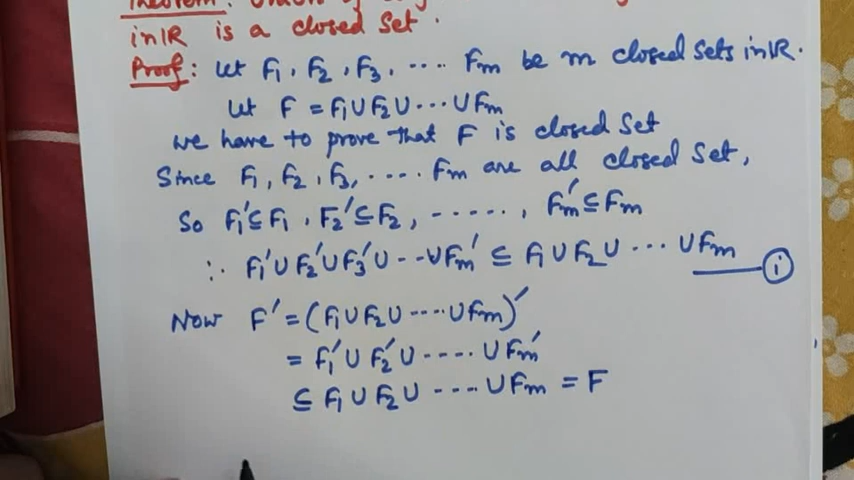 in IR is a closed set.
Proof: Let F₁, F₂, F₃, .... Fₘ be m closed sets in IR.
Let F = F₁∪F₂∪···∪Fₘ
we have to prove that F is closed set
Since F₁, F₂, F₃, ..... Fₘ are all closed set,
So F₁'⊆F₁, F₂'⊆F₂, ------, Fₘ'⊆Fₘ
∴ F₁'∪F₂'∪F₃'∪--∪Fₘ' ⊆ F₁∪F₂∪ ··· ∪Fₘ —— (i)
Now F' = (F₁∪F₂∪----∪Fₘ)'
= F₁'∪F₂'∪-----∪Fₘ'
⊆ F₁∪F₂∪ ----∪Fₘ = F